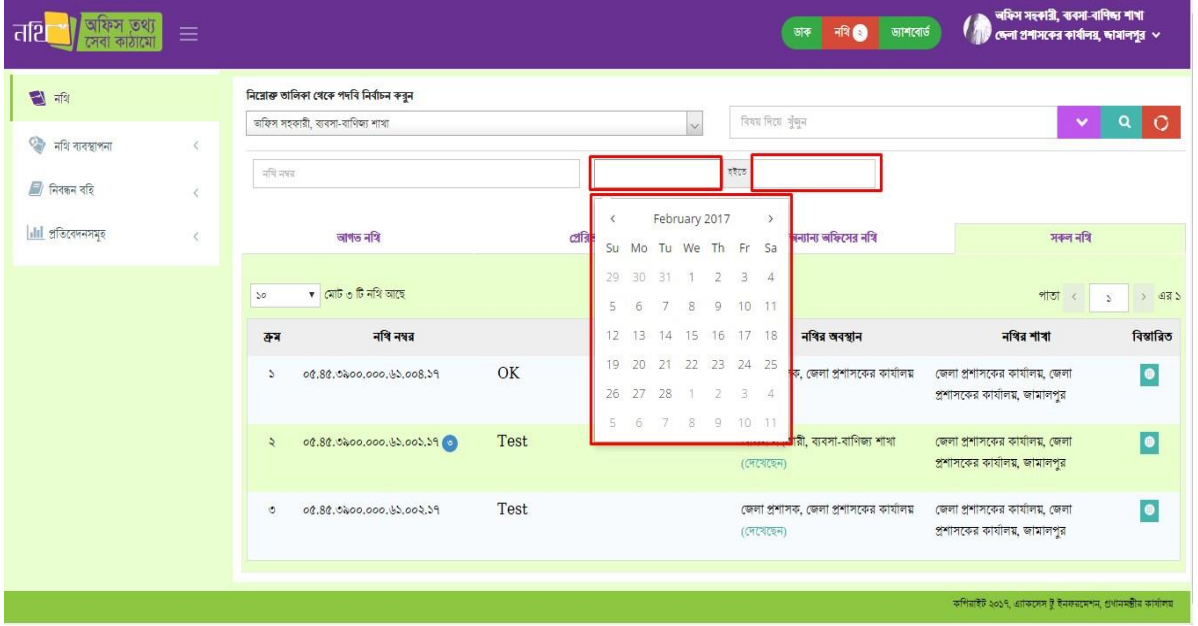 নথি অফিস তথ্য
সেবা কাঠামো
ডাক নথি ২ ড্যাশবোর্ড
অফিস সহকারী, ব্যবসা-বাণিজ্য শাখা
জেলা প্রশাসকের কার্যালয়, জামালপুর
নথি
নথি ব্যবস্থাপনা
নিবন্ধন বহি
প্রতিবেদনসমূহ
নিম্নোক্ত তালিকা থেকে পদবি নির্বাচন করুন
অফিস সহকারী, ব্যবসা-বাণিজ্য শাখা
বিষয় দিয়ে খুঁজুন
নথি নম্বর
হইতে
February 2017
Su Mo Tu We Th Fr Sa
29 30 31 1 2 3 4
5 6 7 8 9 10 11
12 13 14 15 16 17 18
19 20 21 22 23 24 25
26 27 28 1 2 3 4
5 6 7 8 9 10 11
আগত নথি
অন্যান্য অফিসের নথি
সকল নথি
১০ মোট ৩ টি নথি আছে
পাতা ১ এর ১
ক্রম নথি নম্বর নথির অবস্থান নথির শাখা বিস্তারিত
১ ০৫.৪৫.৩৯০০.০০০.৬১.০০৪.১৭ OK জেলা প্রশাসকের কার্যালয় জেলা প্রশাসকের কার্যালয়, জেলা
প্রশাসকের কার্যালয়, জামালপুর
২ ০৫.৪৫.৩৯০০.০০০.৬১.০০১.১৭ ৩ Test ব্যবসা-বাণিজ্য শাখা জেলা প্রশাসকের কার্যালয়, জেলা
(দেখেছেন) প্রশাসকের কার্যালয়, জামালপুর
৩ ০৫.৪৫.৩৯০০.০০০.৬১.০০২.১৭ Test জেলা প্রশাসক, জেলা প্রশাসকের কার্যালয় জেলা প্রশাসকের কার্যালয়, জেলা
(দেখেছেন) প্রশাসকের কার্যালয়, জামালপুর
কপিরাইট ২০১৭, এ্যাকসেস টু ইনফরমেশন, প্রধানমন্ত্রীর কার্যালয়